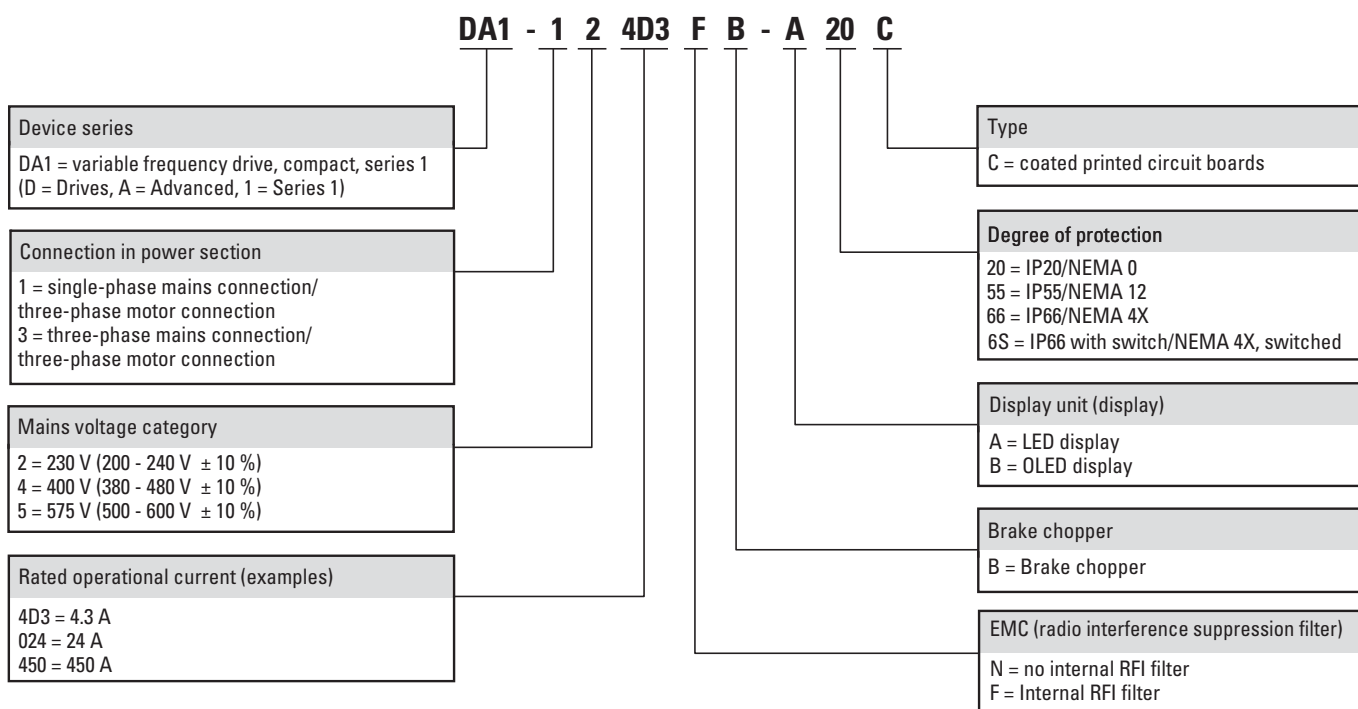 DA1 - 1 2 4D3 F B - A 20 C
Device series
DA1 = variable frequency drive, compact, series 1
(D = Drives, A = Advanced, 1 = Series 1)
Connection in power section
1 = single-phase mains connection/
three-phase motor connection
3 = three-phase mains connection/
three-phase motor connection
Mains voltage category
2 = 230 V (200 - 240 V ± 10 %)
4 = 400 V (380 - 480 V ± 10 %)
5 = 575 V (500 - 600 V ± 10 %)
Rated operational current (examples)
4D3 = 4.3 A
024 = 24 A
450 = 450 A
Type
C = coated printed circuit boards
Degree of protection
20 = IP20/NEMA 0
55 = IP55/NEMA 12
66 = IP66/NEMA 4X
6S = IP66 with switch/NEMA 4X, switched
Display unit (display)
A = LED display
B = OLED display
Brake chopper
B = Brake chopper
EMC (radio interference suppression filter)
N = no internal RFI filter
F = Internal RFI filter